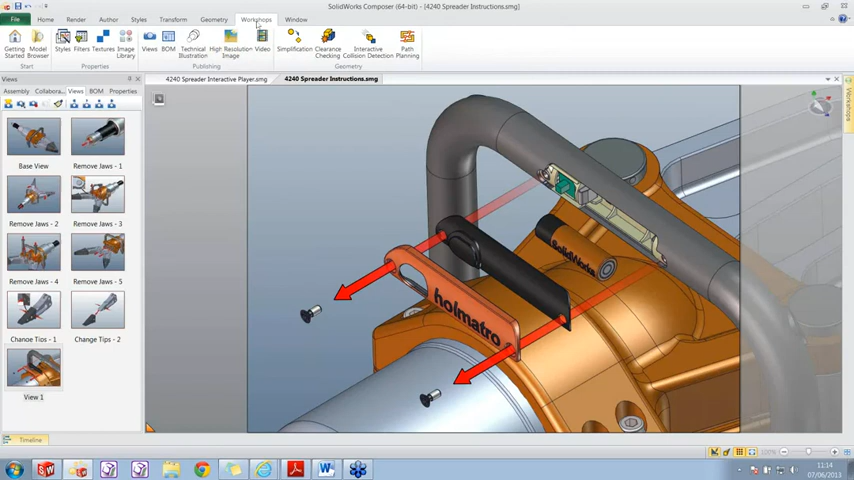 SolidWorks Composer (64-bit) - [4240 Spreader Instructions.smg]
File Home Render Author Styles Transform Geometry Workshops Window
Getting Started Model Browser Styles Filters Textures Image Library Views BOM Technical Illustration High Resolution Image Video Simplification Clearance Checking Interactive Collision Detection Path Planning
Start Properties Publishing Geometry
Views
4240 Spreader Interactive Player.smg 4240 Spreader Instructions.smg
Assembly Collabora... Views BOM Properties
Workshops
Base View Remove Jaws - 1
Remove Jaws - 2 Remove Jaws - 3
Remove Jaws - 4 Remove Jaws - 5
Change Tips - 1 Change Tips - 2
View 1
SolidWorks
holmatro
Timeline
100%
11:14
07/06/2013